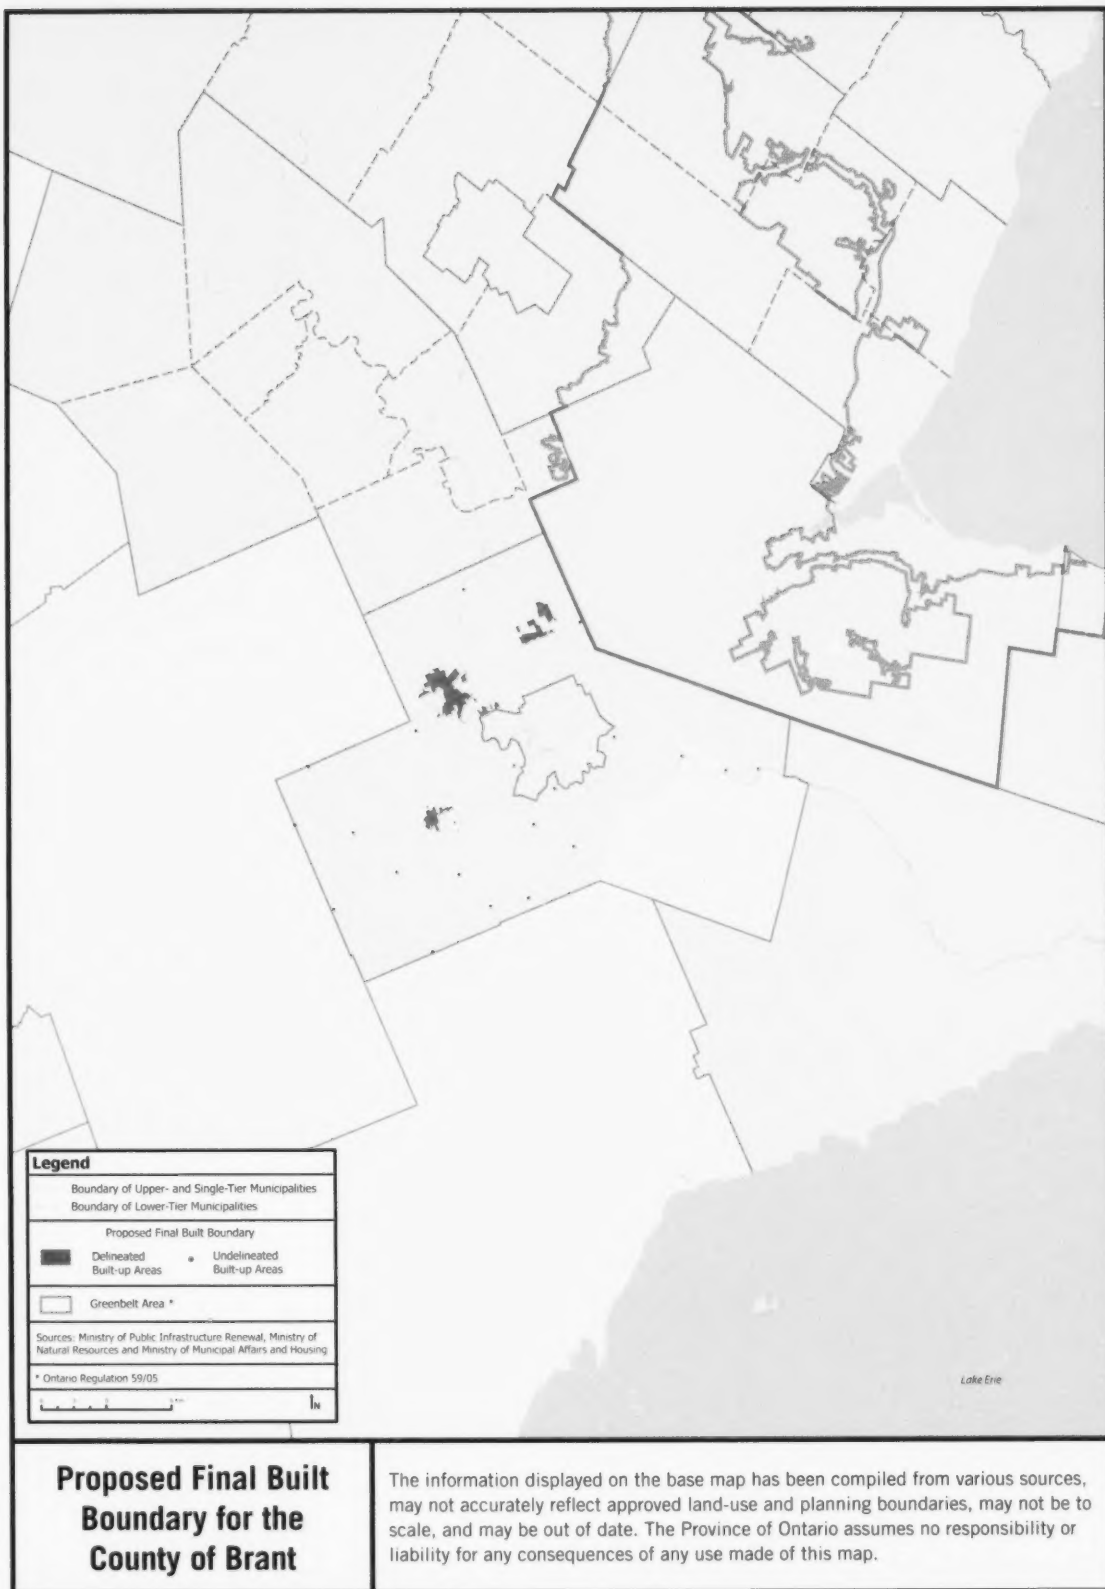 Lake Erie
Legend
Boundary of Upper- and Single-Tier Municipalities
Boundary of Lower-Tier Municipalities
Proposed Final Built Boundary
Delineated
Built-up Areas
Undelineated
Built-up Areas
Greenbelt Area *
Sources: Ministry of Public Infrastructure Renewal, Ministry of
Natural Resources and Ministry of Municipal Affairs and Housing
* Ontario Regulation 59/05
N
Proposed Final Built
Boundary for the
County of Brant
The information displayed on the base map has been compiled from various sources,
may not accurately reflect approved land-use and planning boundaries, may not be to
scale, and may be out of date. The Province of Ontario assumes no responsibility or
liability for any consequences of any use made of this map.